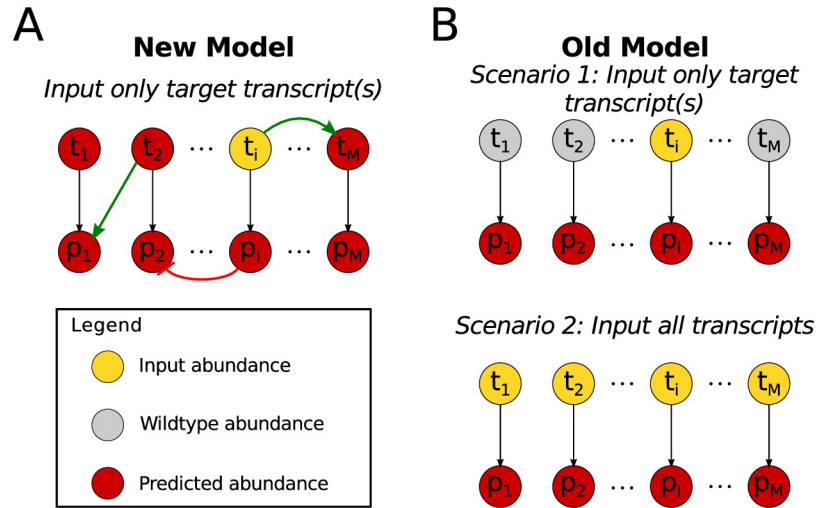 A
New Model
Input only target transcript(s)
t1 t2 ... ti ... tM
p1 p2 ... pi ... pM
Legend
Input abundance
Wildtype abundance
Predicted abundance
B
Old Model
Scenario 1: Input only target
transcript(s)
t1 t2 ... ti ... tM
p1 p2 ... pi ... pM
Scenario 2: Input all transcripts
t1 t2 ... ti ... tM
p1 p2 ... pi ... pM